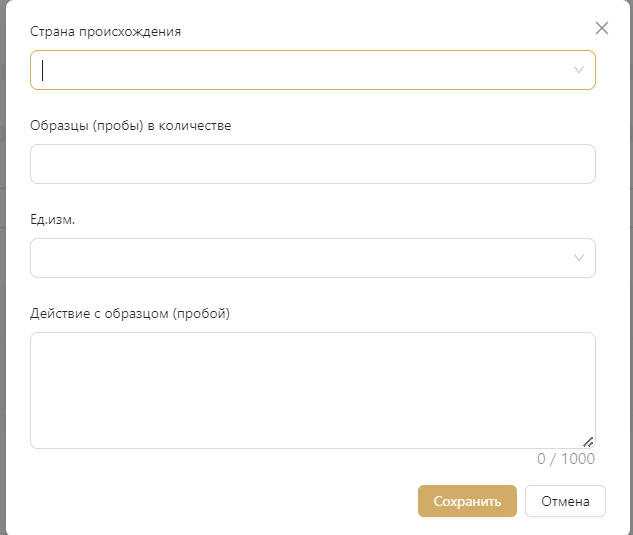 Страна происхождения
Образцы (пробы) в количестве
Ед.изм.
Действие с образцом (пробой)
0 / 1000
Сохранить
Отмена